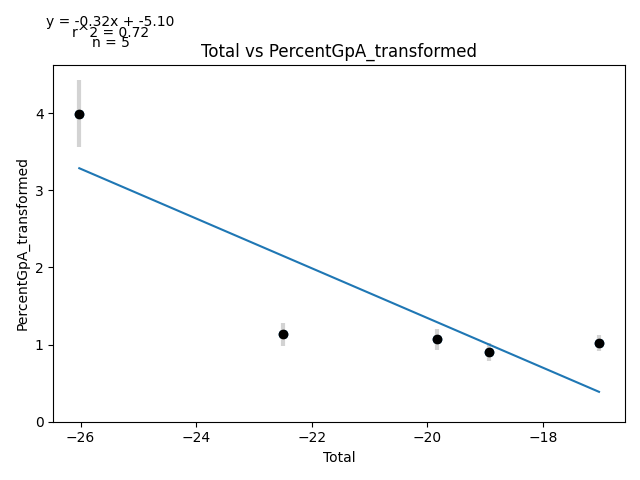 y = -0.32x + -5.10
r^2 = 0.72
n = 5
Total vs PercentGpA_transformed
PercentGpA_transformed
4
3
2
1
0
−26
−24
−22
−20
−18
Total